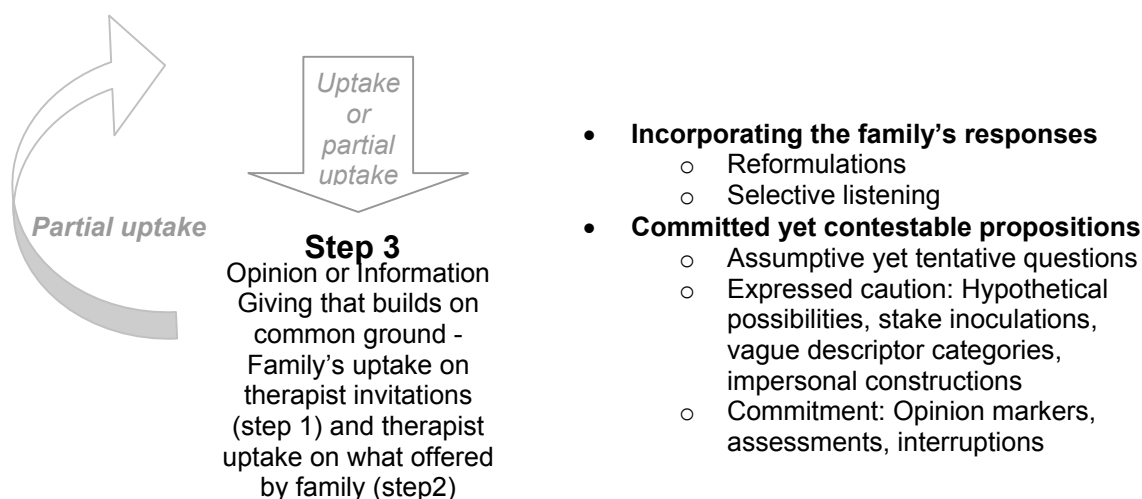 Uptake
or
partial
uptake
Partial uptake
Step 3
Opinion or Information
Giving that builds on
common ground -
Family's uptake on
therapist invitations
(step 1) and therapist
uptake on what offered
by family (step2)
• Incorporating the family's responses
o Reformulations
o Selective listening
• Committed yet contestable propositions
o Assumptive yet tentative questions
o Expressed caution: Hypothetical
possibilities, stake inoculations,
vague descriptor categories,
impersonal constructions
o Commitment: Opinion markers,
assessments, interruptions